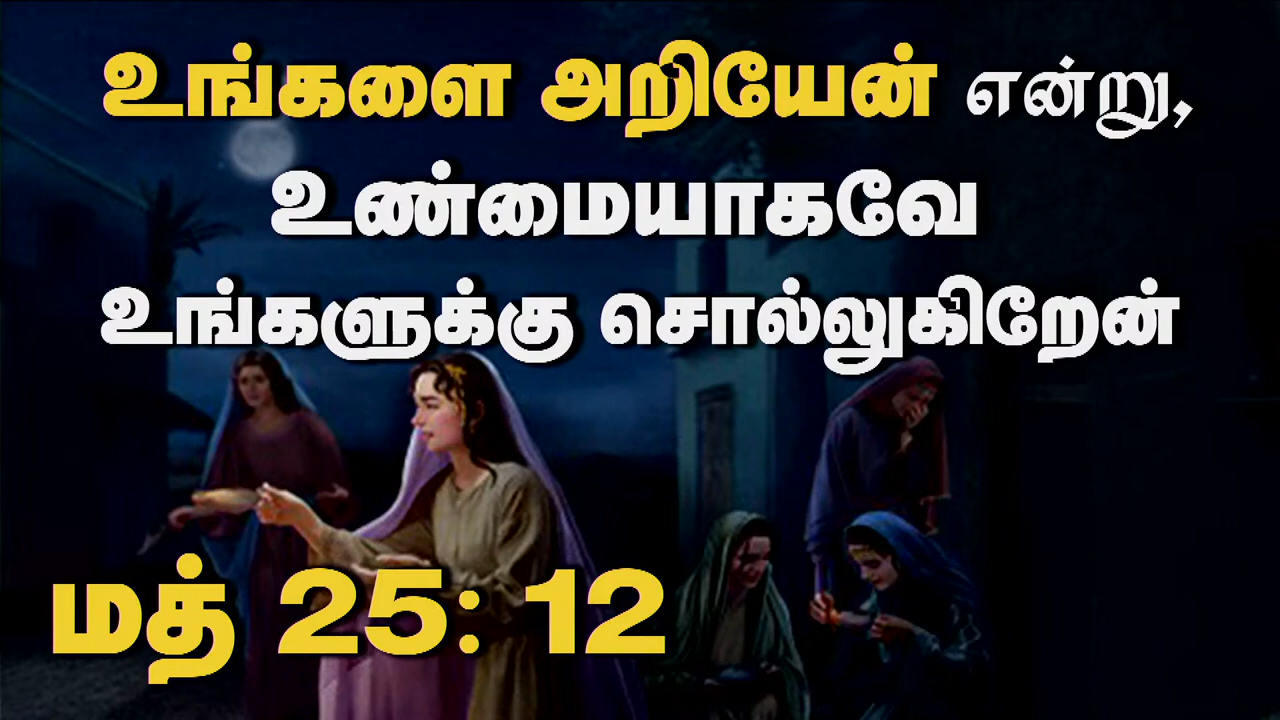 உங்களை அறியேன் என்று,
உண்மையாகவே
உங்களுக்கு சொல்லுகிறேன்
மத் 25: 12